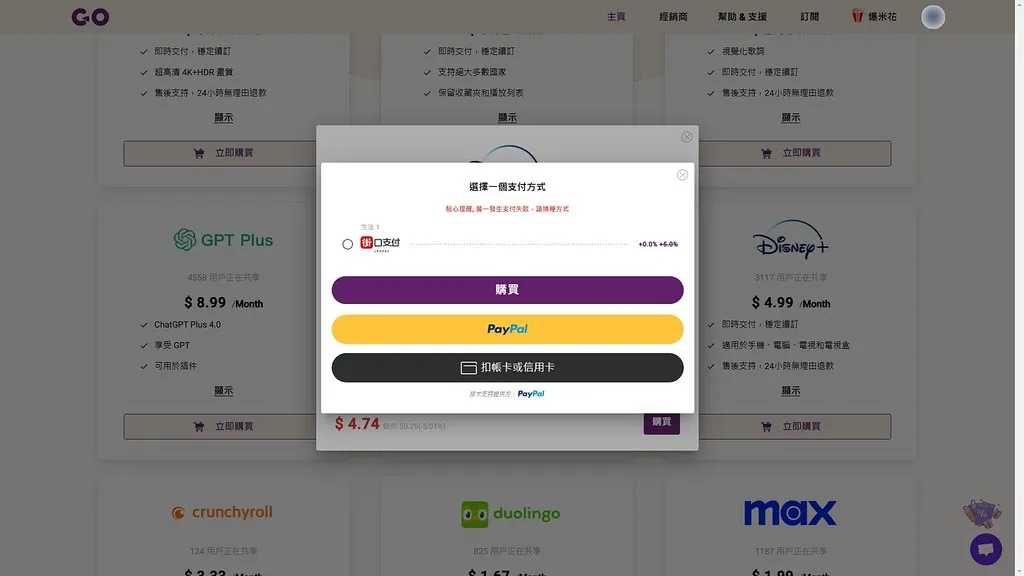 GO
主頁
經銷商
幫助 & 支援
訂閱
爆米花
即時交付，穩定續訂
超高清 4K+HDR 畫質
售後支持，24小時無理由退款
顯示
立即購買
即時交付，穩定續訂
支持絕大多數國家
保留收藏夾和播放列表
顯示
視覺化歌詞
即時交付，穩定續訂
售後支持，24小時無理由退款
顯示
立即購買
選擇一個支付方式
貼心提醒, 萬一發生支付失敗，請換種方式
方法 1
街口支付
JKOPAY
+0.0% +5.0%
購買
PayPal
扣帳卡或信用卡
技术支持提供方：PayPal
$ 4.74
購買
GPT Plus
4558 用戶正在共享
$ 8.99 /Month
ChatGPT Plus 4.0
享受 GPT
可用於插件
顯示
立即購買
Disney+
3117 用戶正在共享
$ 4.99 /Month
即時交付，穩定續訂
適用於手機、電腦、電視和電視盒
售後支持，24小時無理由退款
顯示
立即購買
crunchyroll
124 用戶正在共享
$ 3.33 /Month
duolingo
825 用戶正在共享
$ 1.67 /Month
max
1187 用戶正在共享
$ 1.99 /Month